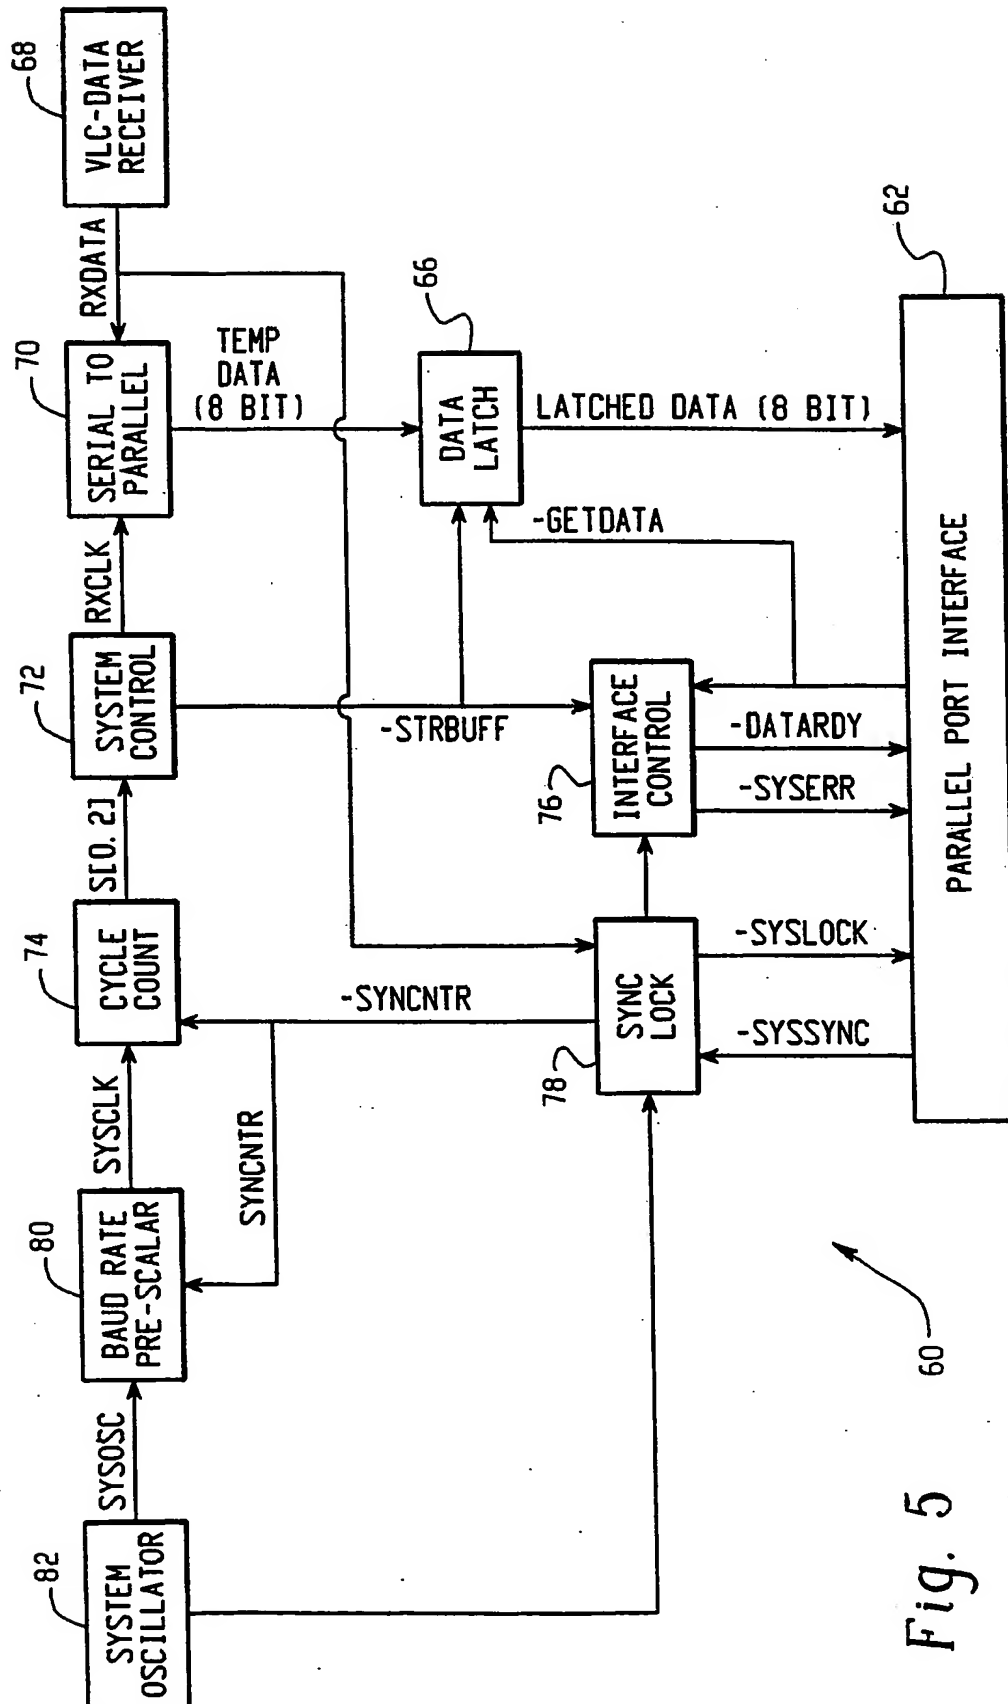 82
SYSTEM
OSCILLATOR
SYSOSC
80
BAUD RATE
PRE-SCALAR
SYSCLK
74
CYCLE
COUNT
S[0. 2]
72
SYSTEM
CONTROL
RXCLK
70
SERIAL TO
PARALLEL
RXDATA
68
VLC-DATA
RECEIVER
SYNCNTR
-SYNCNTR
-STRBUFF
TEMP
DATA
(8 BIT)
66
DATA
LATCH
78
SYNC
LOCK
76
INTERFACE
CONTROL
-GETDATA
LATCHED DATA (8 BIT)
-SYSSYNC
-SYSLOCK
-SYSERR
-DATARDY
62
PARALLEL PORT INTERFACE
60
Fig. 5